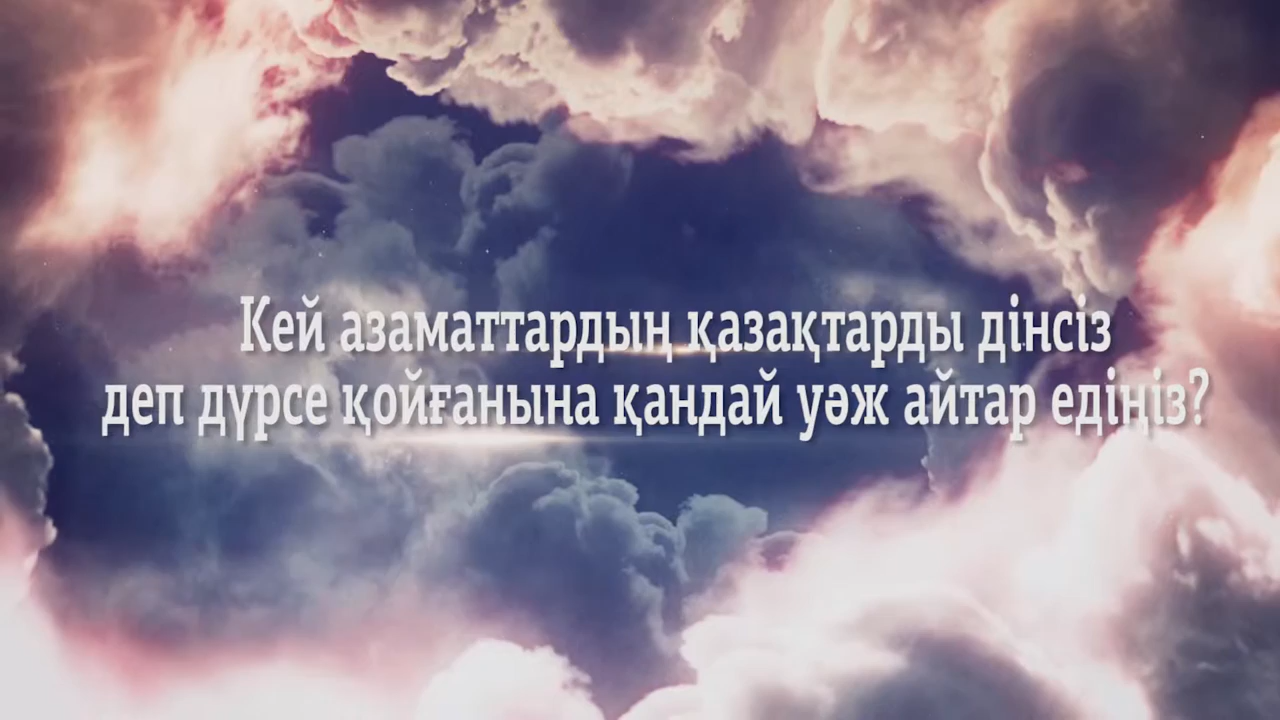 Кей азаматтардың қазақтарды дінсіз
деп дүрсе қойғанына қандай уәж айтар едіңіз?